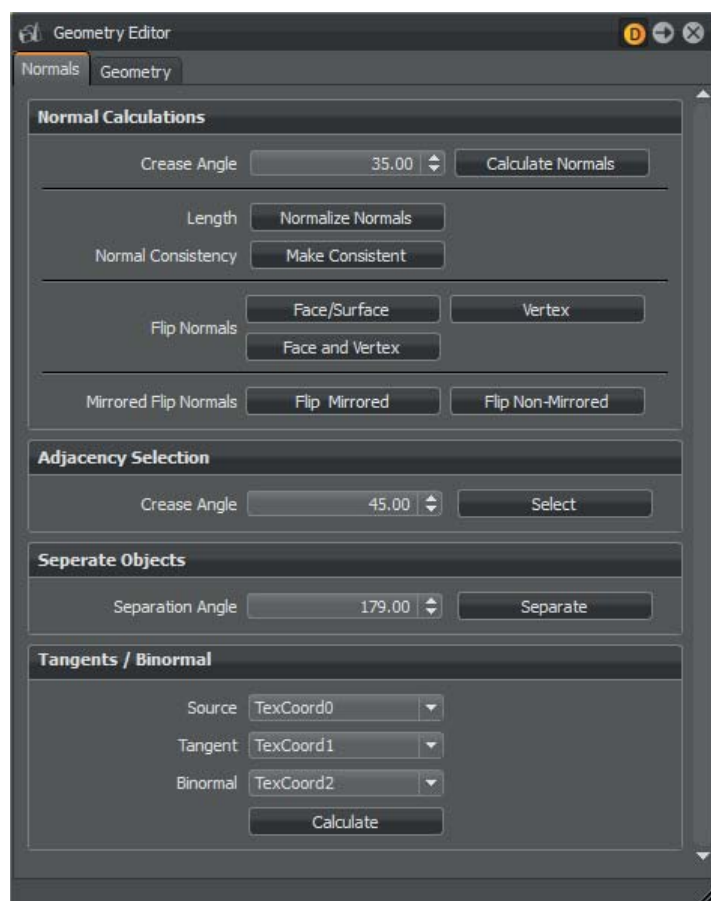 Geometry Editor D
Normals Geometry
Normal Calculations
Crease Angle 35.00 Calculate Normals
Length Normalize Normals
Normal Consistency Make Consistent
Face/Surface Vertex
Flip Normals
Face and Vertex
Mirrored Flip Normals Flip Mirrored Flip Non-Mirrored
Adjacency Selection
Crease Angle 45.00 Select
Seperate Objects
Separation Angle 179.00 Separate
Tangents / Binormal
Source TexCoord0
Tangent TexCoord1
Binormal TexCoord2
Calculate